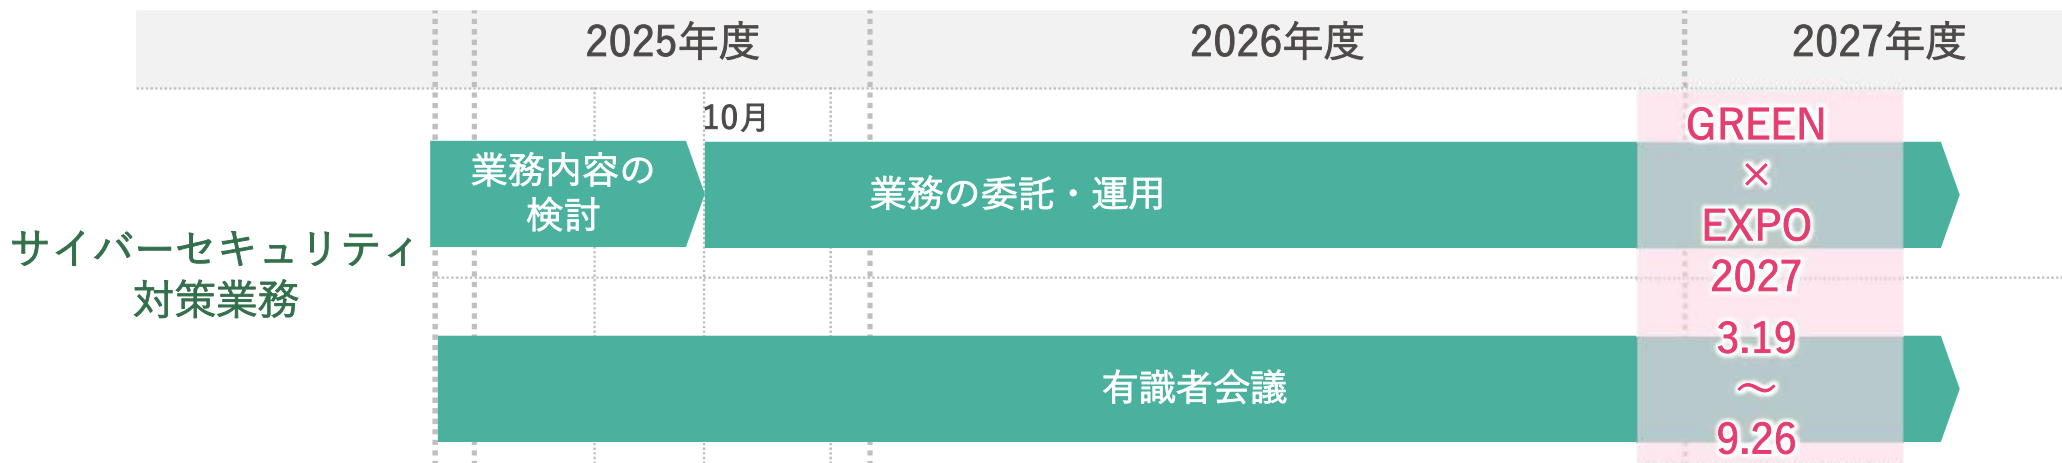 2025年度
2026年度
2027年度
10月
サイバーセキュリティ
対策業務
業務内容の
検討
業務の委託・運用
有識者会議
GREEN
×
EXPO
2027
3.19
～
9.26